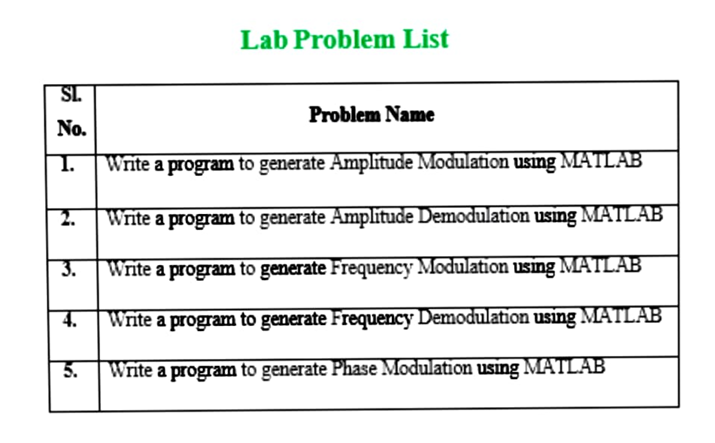 Lab Problem List
Sl. No.
Problem Name
1. Write a program to generate Amplitude Modulation using MATLAB
2. Write a program to generate Amplitude Demodulation using MATLAB
3. Write a program to generate Frequency Modulation using MATLAB
4. Write a program to generate Frequency Demodulation using MATLAB
5. Write a program to generate Phase Modulation using MATLAB